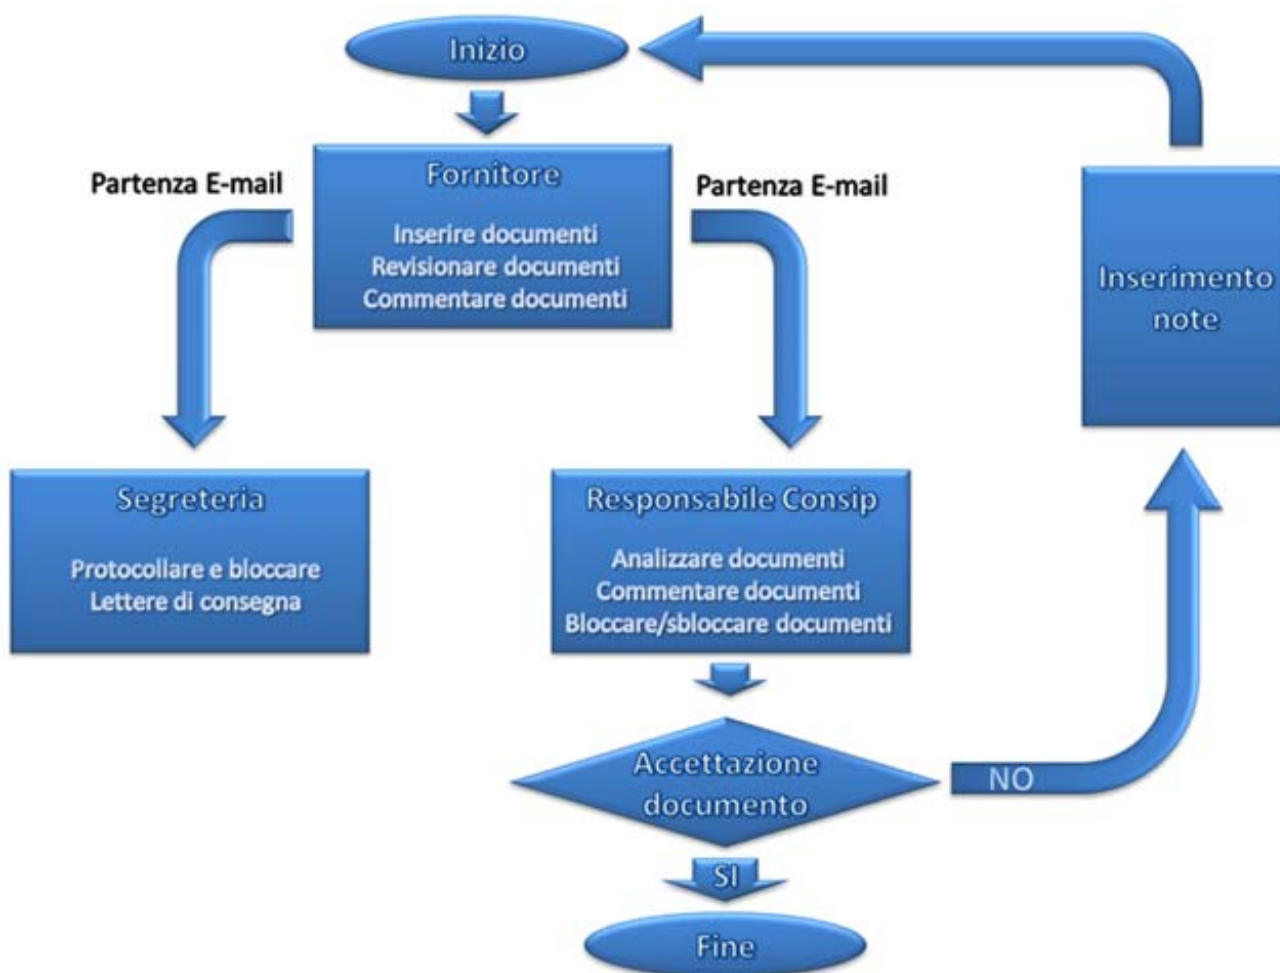 Inizio
Fornitore
Inserire documenti
Revisionare documenti
Commentare documenti
Partenza E-mail
Partenza E-mail
Segreteria
Protocollare e bloccare
Lettere di consegna
Responsabile Consip
Analizzare documenti
Commentare documenti
Bloccare/sbloccare documenti
Accettazione
documento
NO
Inserimento
note
SI
Fine